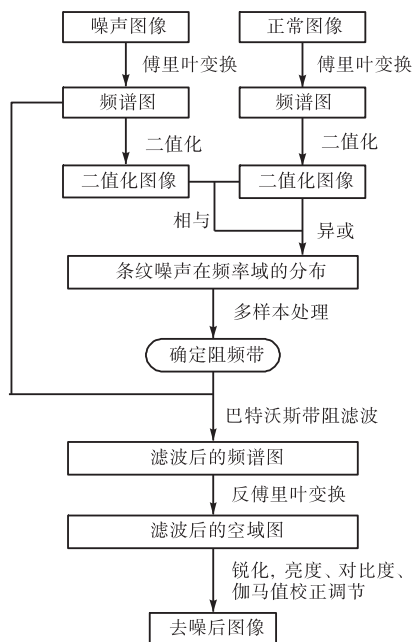 噪声图像
正常图像
傅里叶变换
傅里叶变换
频谱图
频谱图
二值化
二值化
二值化图像
二值化图像
相与
异或
条纹噪声在频率域的分布
多样本处理
确定阻频带
巴特沃斯带阻滤波
滤波后的频谱图
反傅里叶变换
滤波后的空域图
锐化，亮度、对比度、
伽马值校正调节
去噪后图像